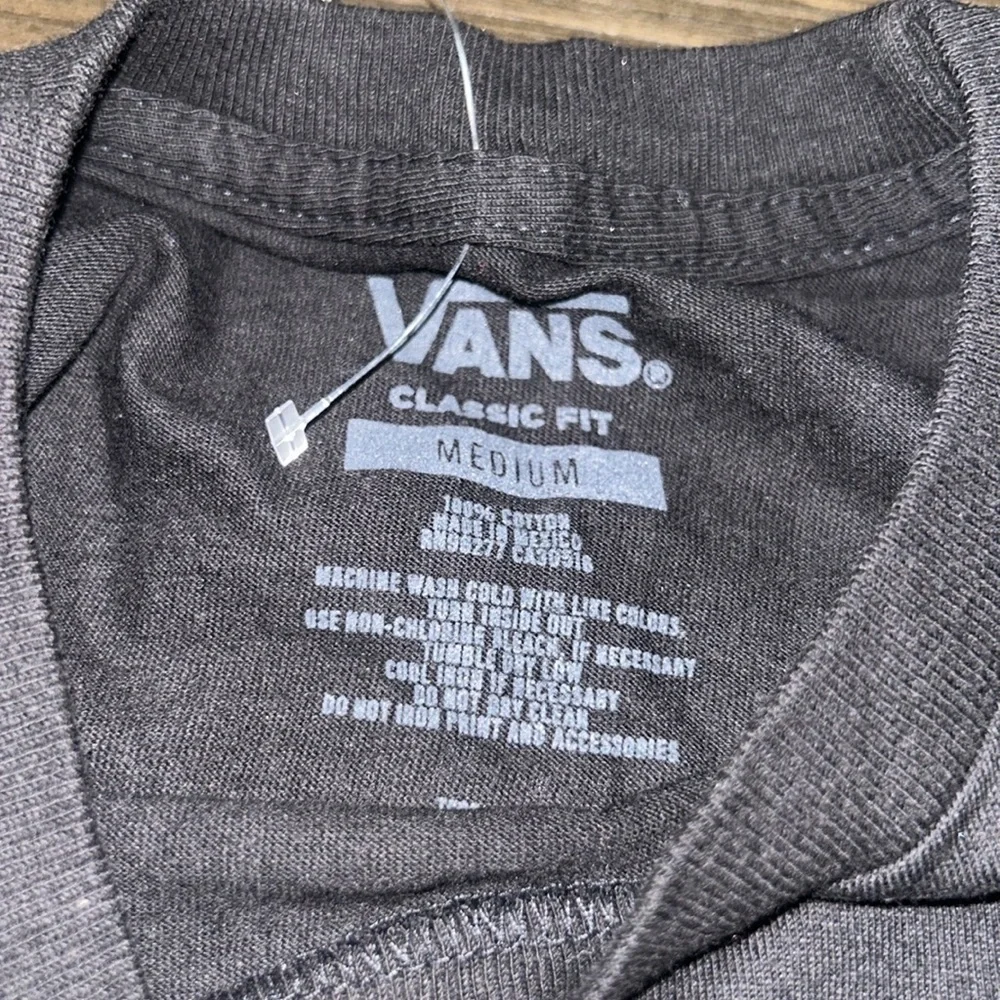 VANS®
CLASSIC FIT
MEDIUM
100% COTTON
MADE IN MEXICO
MACHINE WASH COLD WITH LIKE COLORS,
TURN INSIDE OUT
USE NON-CHLORINE BLEACH, IF NECESSARY
TUMBLE DRY LOW
COOL IRON IF NECESSARY
DO NOT DRY CLEAN
DO NOT IRON PRINT AND ACCESSORIES